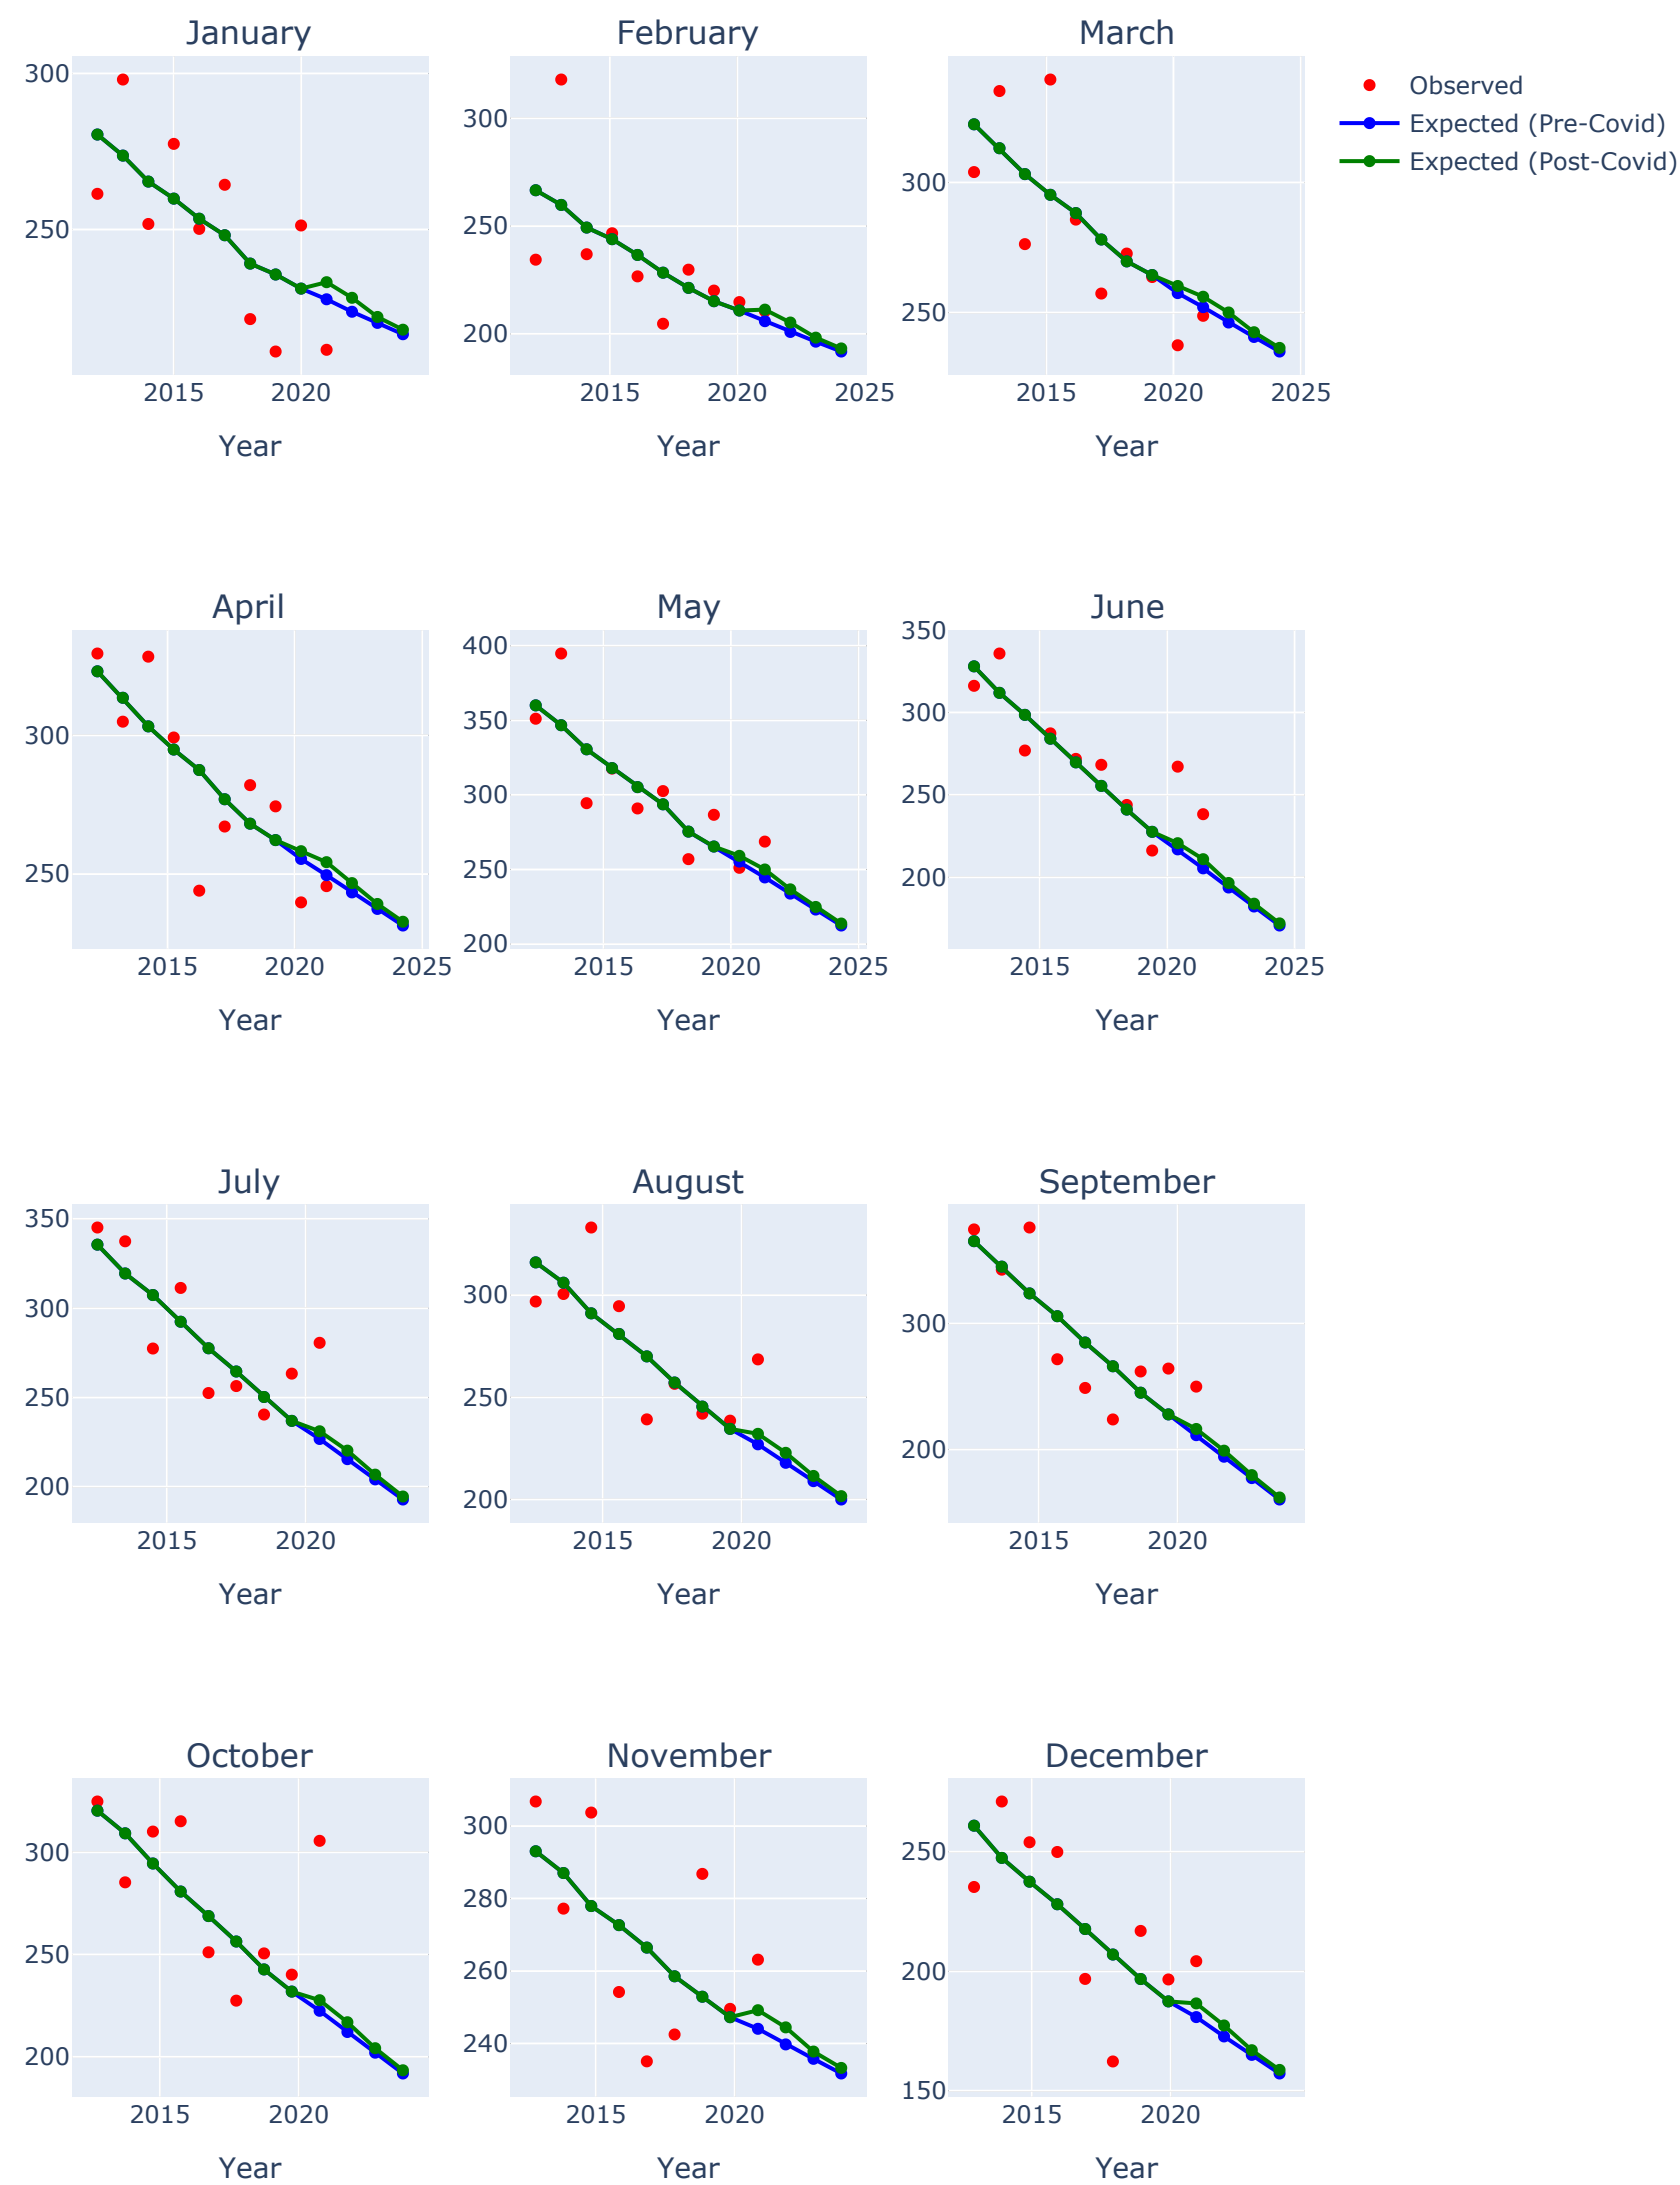 January
February
March
300
250
2015
2020
Year
300
250
200
2015
2020
2025
Year
300
250
2015
2020
2025
Year
Observed
Expected (Pre-Covid)
Expected (Post-Covid)
April
May
June
300
250
2015
2020
2025
Year
400
350
300
250
200
2015
2020
2025
Year
350
300
250
200
2015
2020
2025
Year
July
August
September
350
300
250
200
2015
2020
Year
300
250
200
2015
2020
Year
300
200
2015
2020
Year
October
November
December
300
250
200
2015
2020
Year
300
280
260
240
2015
2020
Year
250
200
150
2015
2020
Year